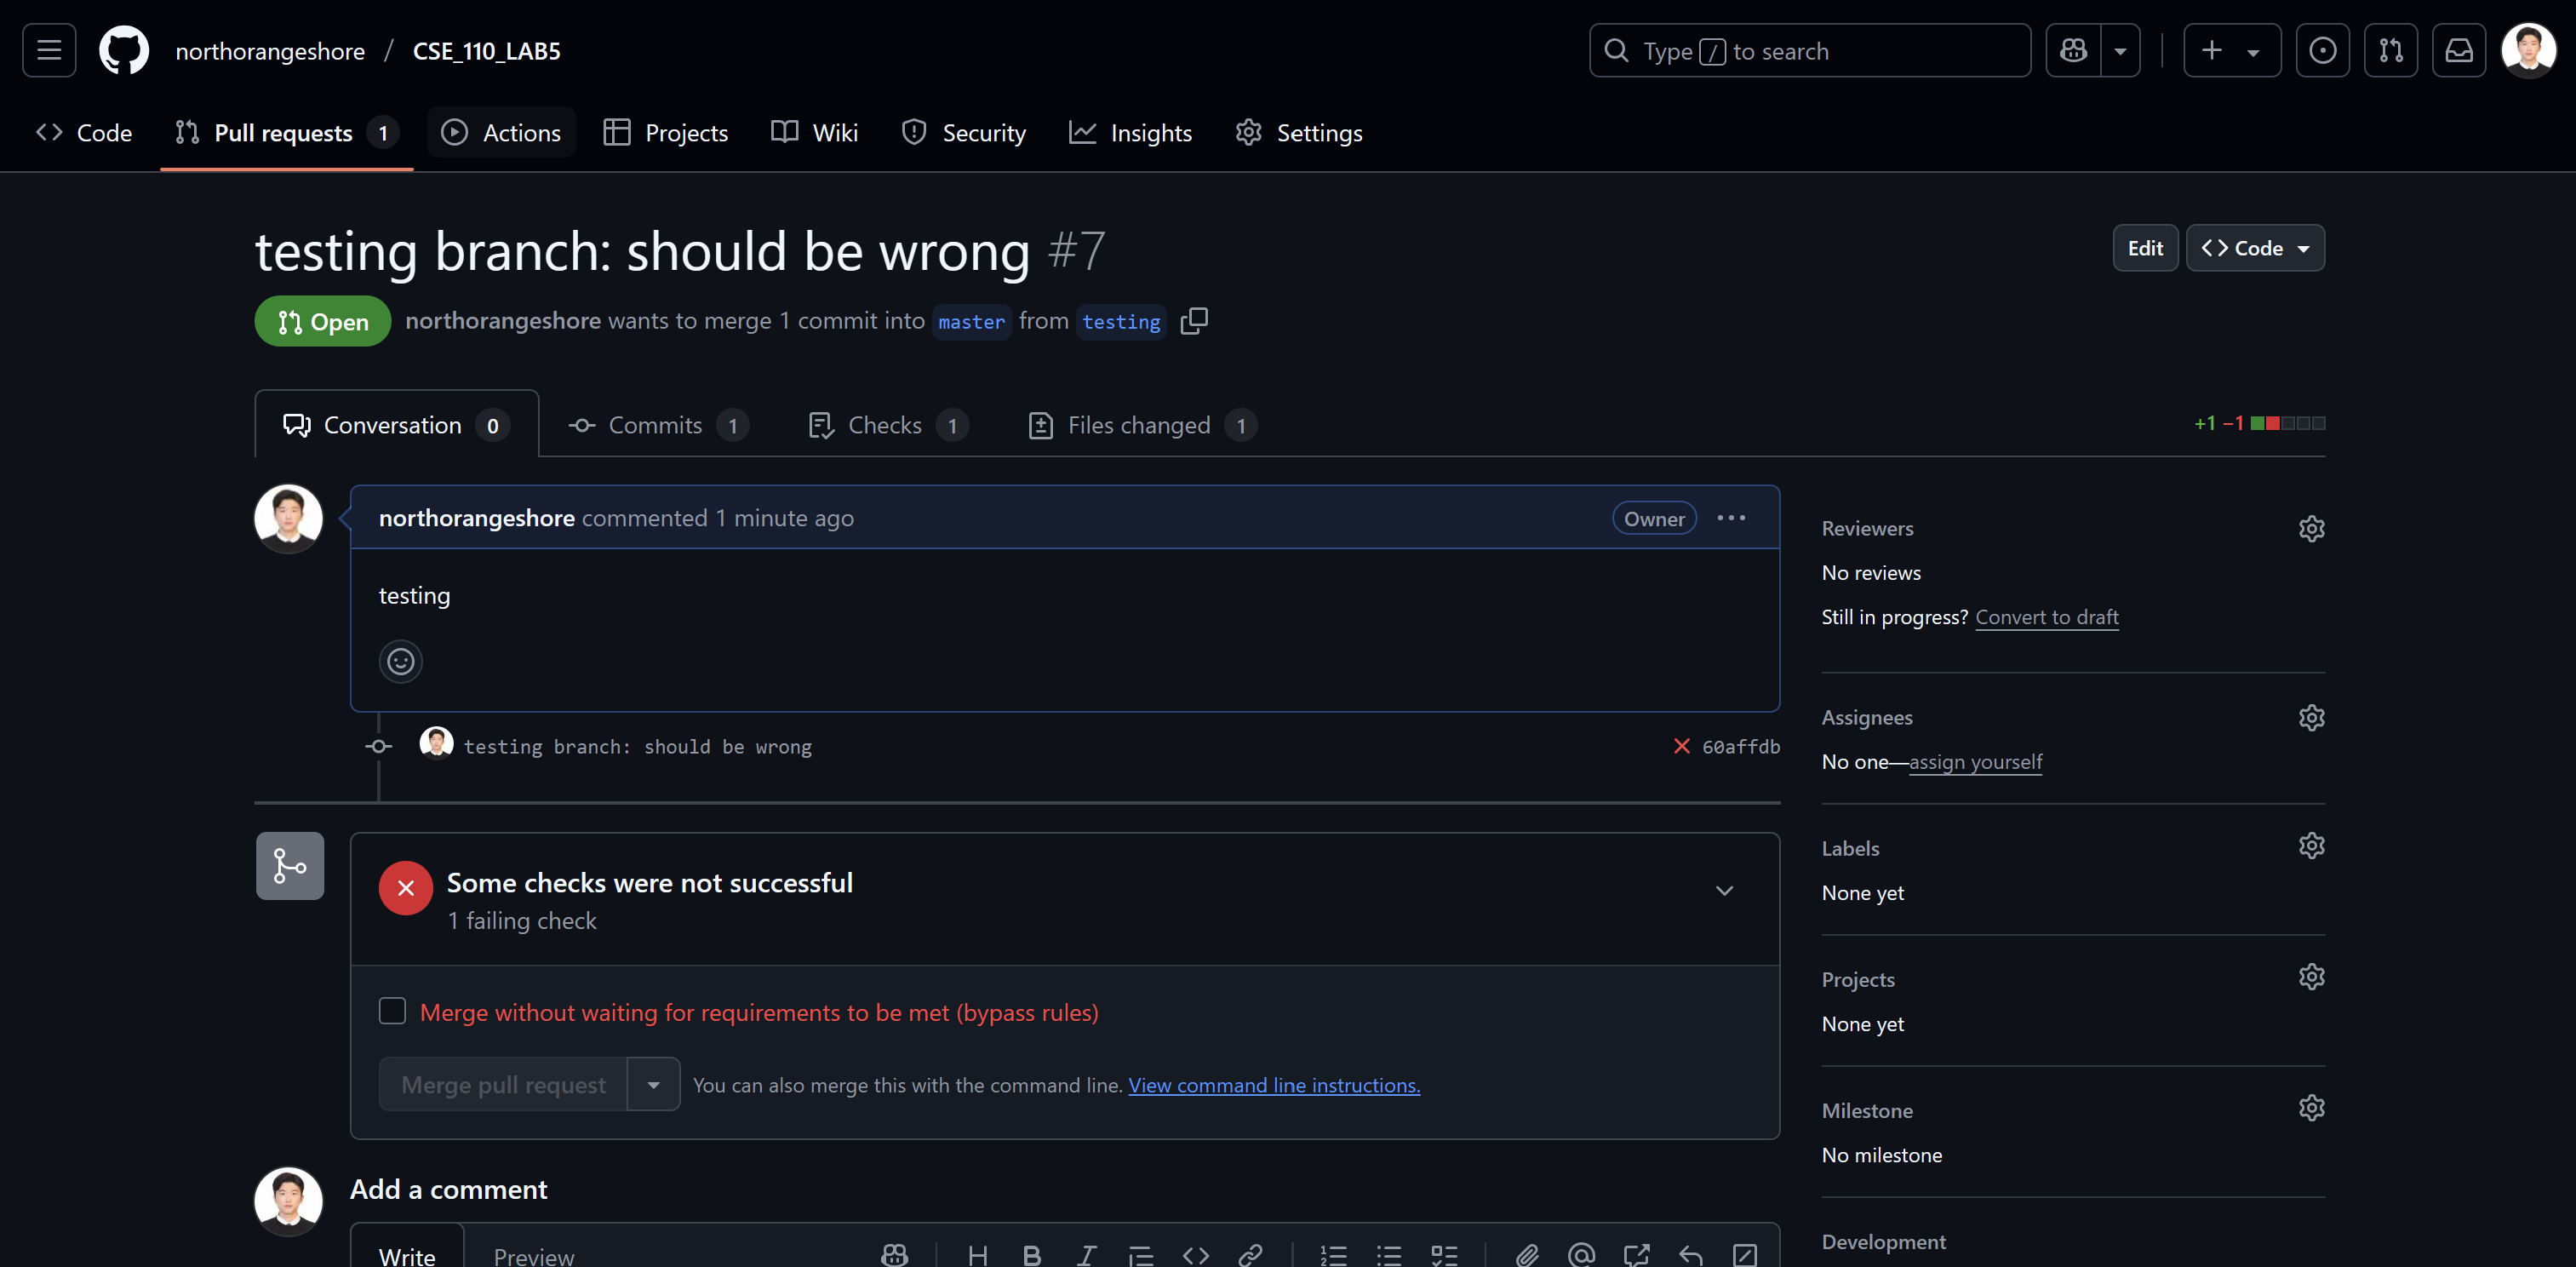 northorangeshore / CSE_110_LAB5
Type / to search
Code
Pull requests 1
Actions
Projects
Wiki
Security
Insights
Settings
testing branch: should be wrong #7
Edit
Code
Open
northorangeshore wants to merge 1 commit into master from testing
Conversation 0
Commits 1
Checks 1
Files changed 1
+1 −1
northorangeshore commented 1 minute ago
Owner
testing
testing branch: should be wrong
60affdb
Some checks were not successful
1 failing check
Merge without waiting for requirements to be met (bypass rules)
Merge pull request
You can also merge this with the command line. View command line instructions.
Add a comment
Write
Preview
Reviewers
No reviews
Still in progress? Convert to draft
Assignees
No one—assign yourself
Labels
None yet
Projects
None yet
Milestone
No milestone
Development